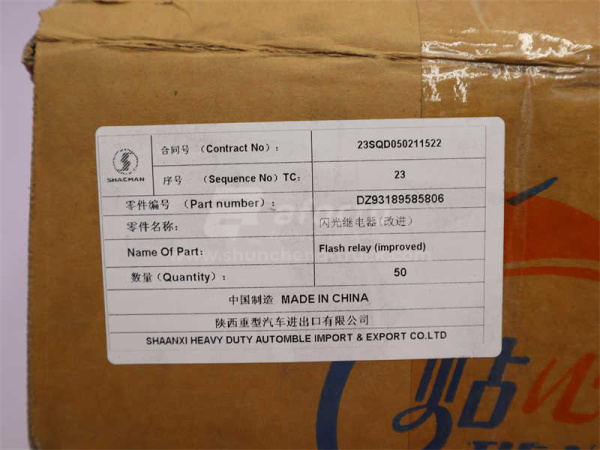 SHACMAN
合同号 （Contract No）: 23SQD050211522
序号 （Sequence No）TC: 23
零件编号 （Part number）: DZ93189585806
零件名称: 闪光继电器(改进)
Name Of Part: Flash relay (improved)
数量(Quantity): 50
中国制造 MADE IN CHINA
陕西重型汽车进出口有限公司
SHAANXI HEAVY DUTY AUTOMBLE IMPORT & EXPORT CO.LTD
贴心